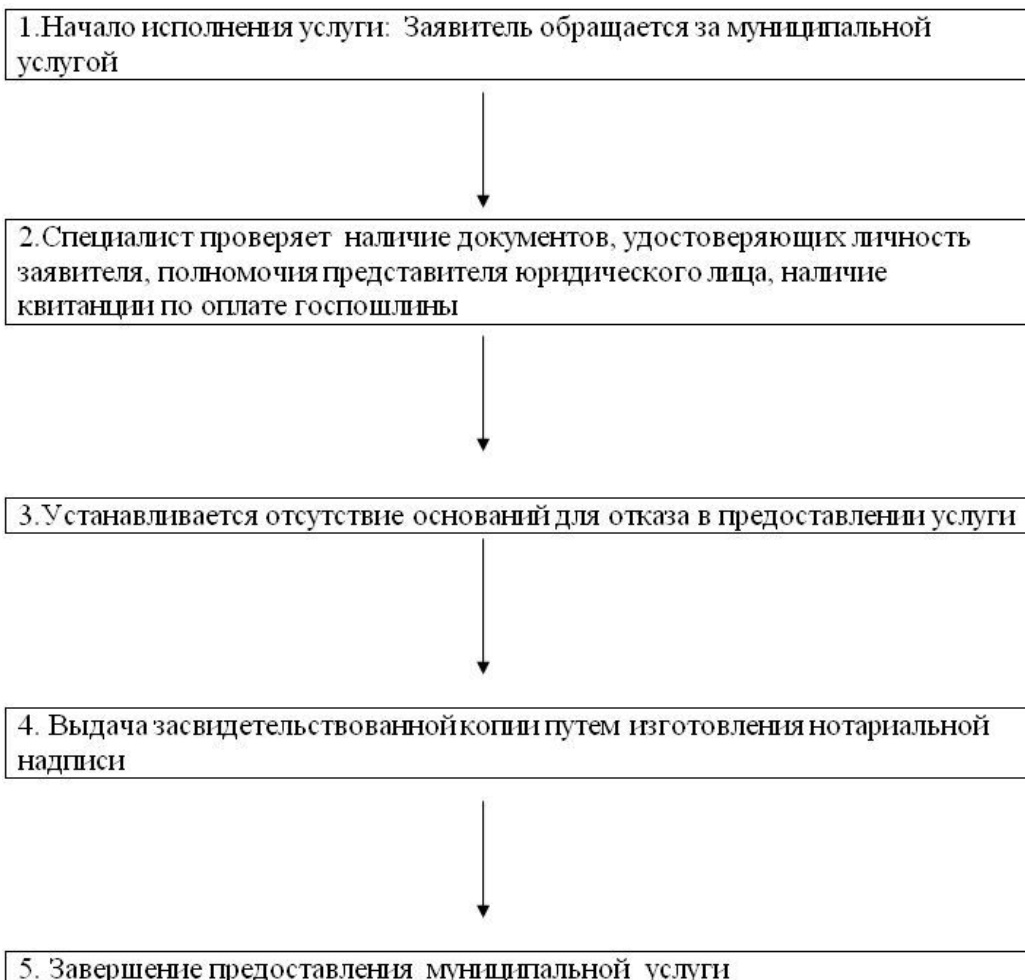 1.Начало исполнения услуги: Заявитель обращается за муниципальной
услугой
2.Специалист проверяет наличие документов, удостоверяющих личность
заявителя, полномочия представителя юридического лица, наличие
квитанции по оплате госпошлины
3.Устанавливается отсутствие оснований для отказа в предоставлении услуги
4. Выдача засвидетельствованной копии путем изготовления нотариальной
надписи
5. Завершение предоставления муниципальной услуги